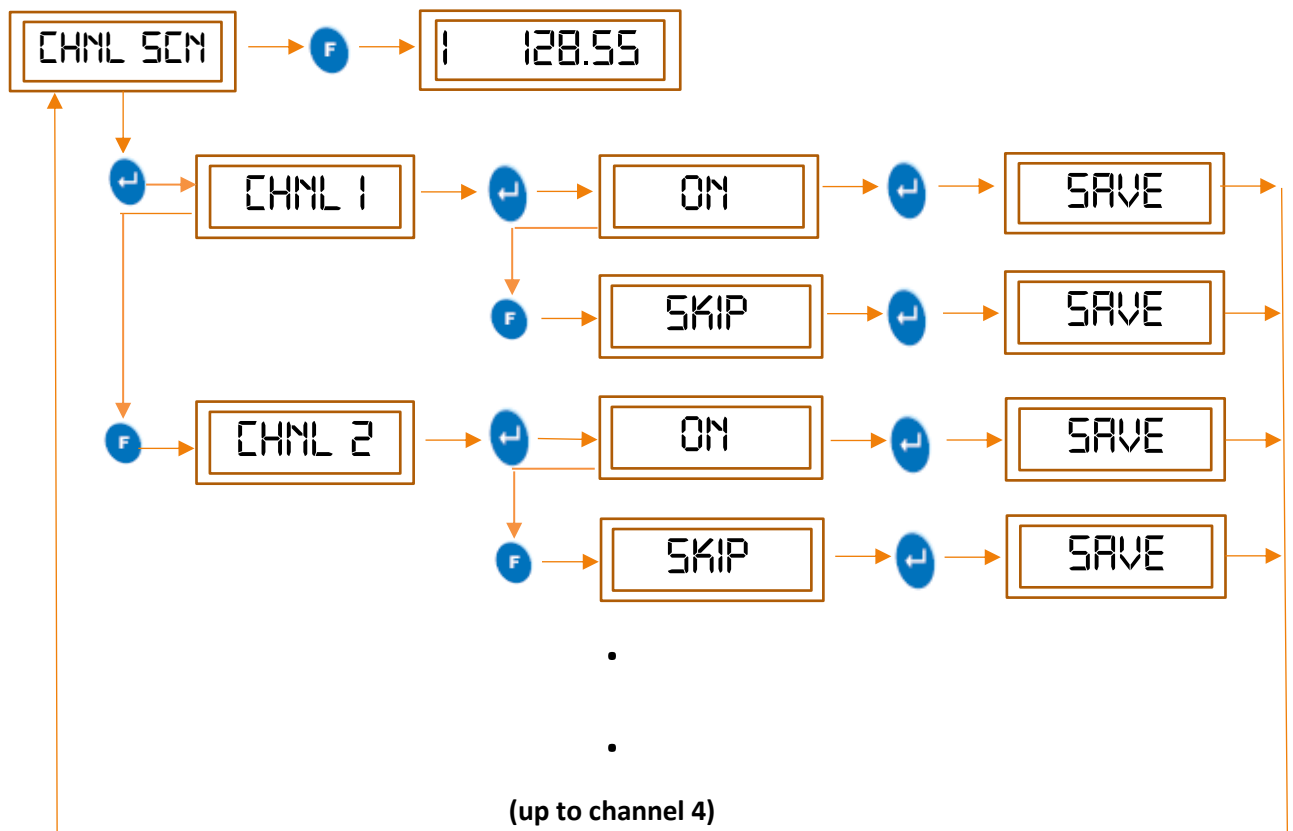 CHNL SCN F 1 128.55
CHNL 1 ON SAVE
F SKIP SAVE
F CHNL 2 ON SAVE
F SKIP SAVE
.
.
(up to channel 4)